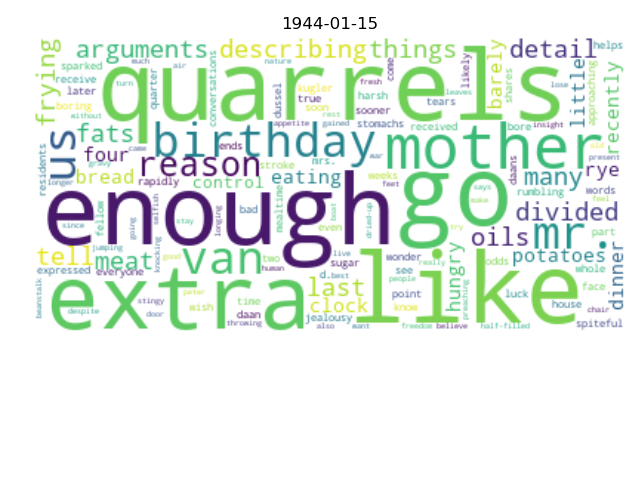 1944-01-15
arguments describing things detail helps
sparked much air nature kugler come likely
frying receive turn quarter conversations dussel fresh harsh barely shares little approaching recently
later quarrels true soon sooner leaves lose
boring without appetite rest tears
us fats birthday stomachs received bore insight old
four came ends mrs. mother daans present
residents reason stroke war many rye
bread gravy control eating weeks go says words
longer rapidly mealtime feet make rumbling feel
enough fellow selfish bad longing boat dried-up divided
since stay even try mr. part
going oils
jumping knocking live really
tell meat van two wonder hungry odds potatoes whole
expressed everyone good human sugar see preaching dinner
beanstalk extra d. best people luck face
peter last point like house
despite stingy wish time clock know chair
door daan jealousy spiteful
throwing also want freedom believe half-filled